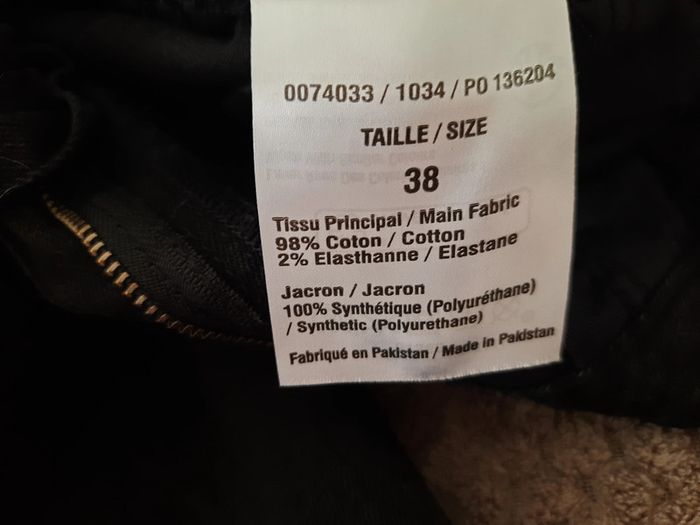 0074033 / 1034 / PO 136204
TAILLE / SIZE
38
Tissu Principal / Main Fabric
98% Coton / Cotton
2% Elasthanne / Elastane
Jacron / Jacron
100% Synthétique (Polyuréthane)
/ Synthetic (Polyurethane)
Fabriqué en Pakistan / Made in Pakistan